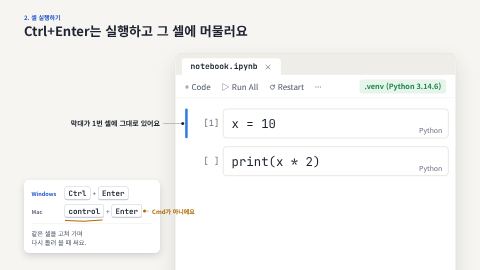 2. 셀 실행하기
Ctrl+Enter는 실행하고 그 셀에 머물러요
notebook.ipynb ×
+ Code ▷ Run All ↺ Restart ···
.venv (Python 3.14.6)
막대가 1번 셀에 그대로 있어요
[1] x = 10
Python
[ ] print(x * 2)
Python
Windows Ctrl + Enter
Mac control + Enter Cmd가 아니에요
같은 셀을 고쳐 가며
다시 돌려 볼 때 써요.